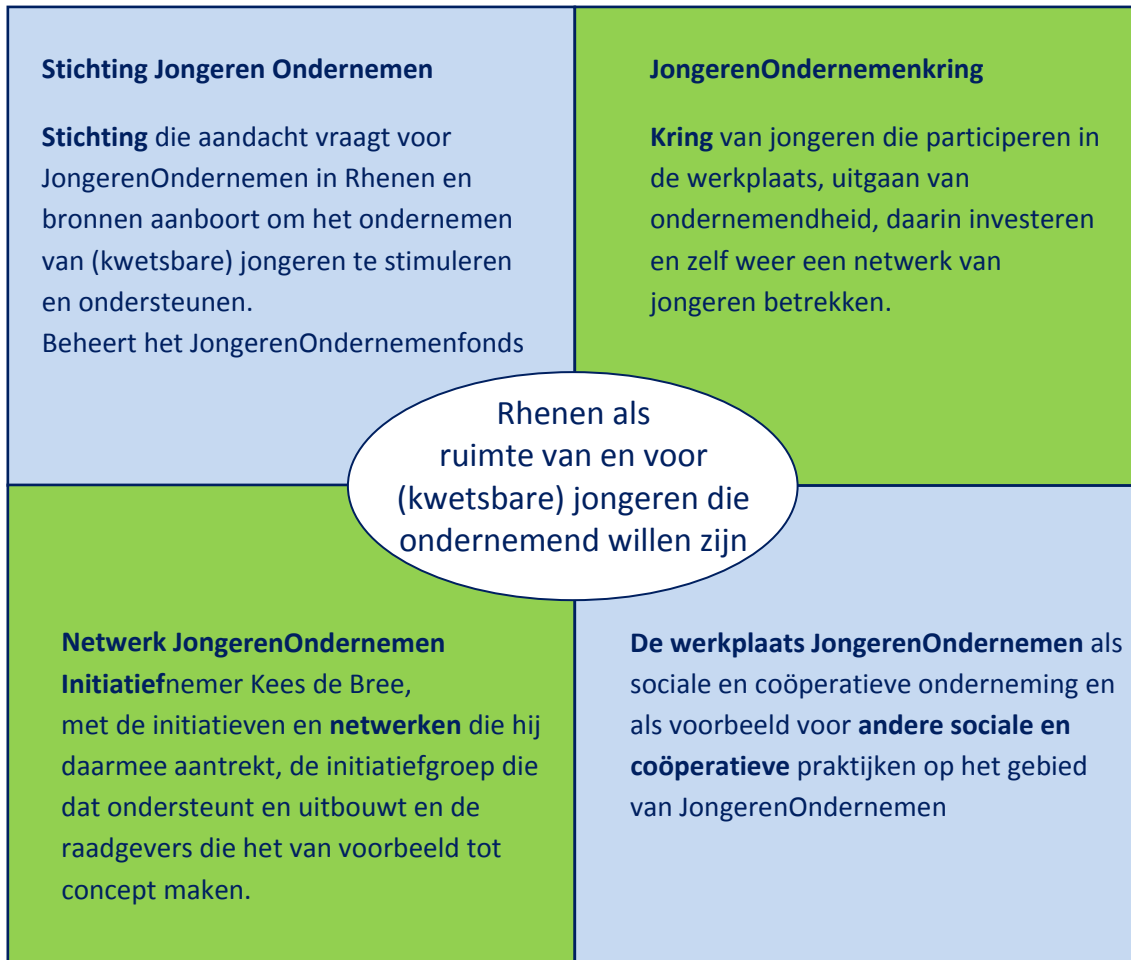 Stichting Jongeren Ondernemen
Stichting die aandacht vraagt voor
JongerenOndernemen in Rhenen en
bronnen aanboort om het ondernemen
van (kwetsbare) jongeren te stimuleren
en ondersteunen.
Beheert het JongerenOndernemenfonds
JongerenOndernemenkring
Kring van jongeren die participeren in
de werkplaats, uitgaan van
ondernemendheid, daarin investeren
en zelf weer een netwerk van
jongeren betrekken.
Rhenen als
ruimte van en voor
(kwetsbare) jongeren die
ondernemend willen zijn
Netwerk JongerenOndernemen
Initiatiefnemer Kees de Bree,
met de initiatieven en netwerken die hij
daarmee aantrekt, de initiatiefgroep die
dat ondersteunt en uitbouwt en de
raadgevers die het van voorbeeld tot
concept maken.
De werkplaats JongerenOndernemen als
sociale en coöperatieve onderneming en
als voorbeeld voor andere sociale en
coöperatieve praktijken op het gebied
van JongerenOndernemen